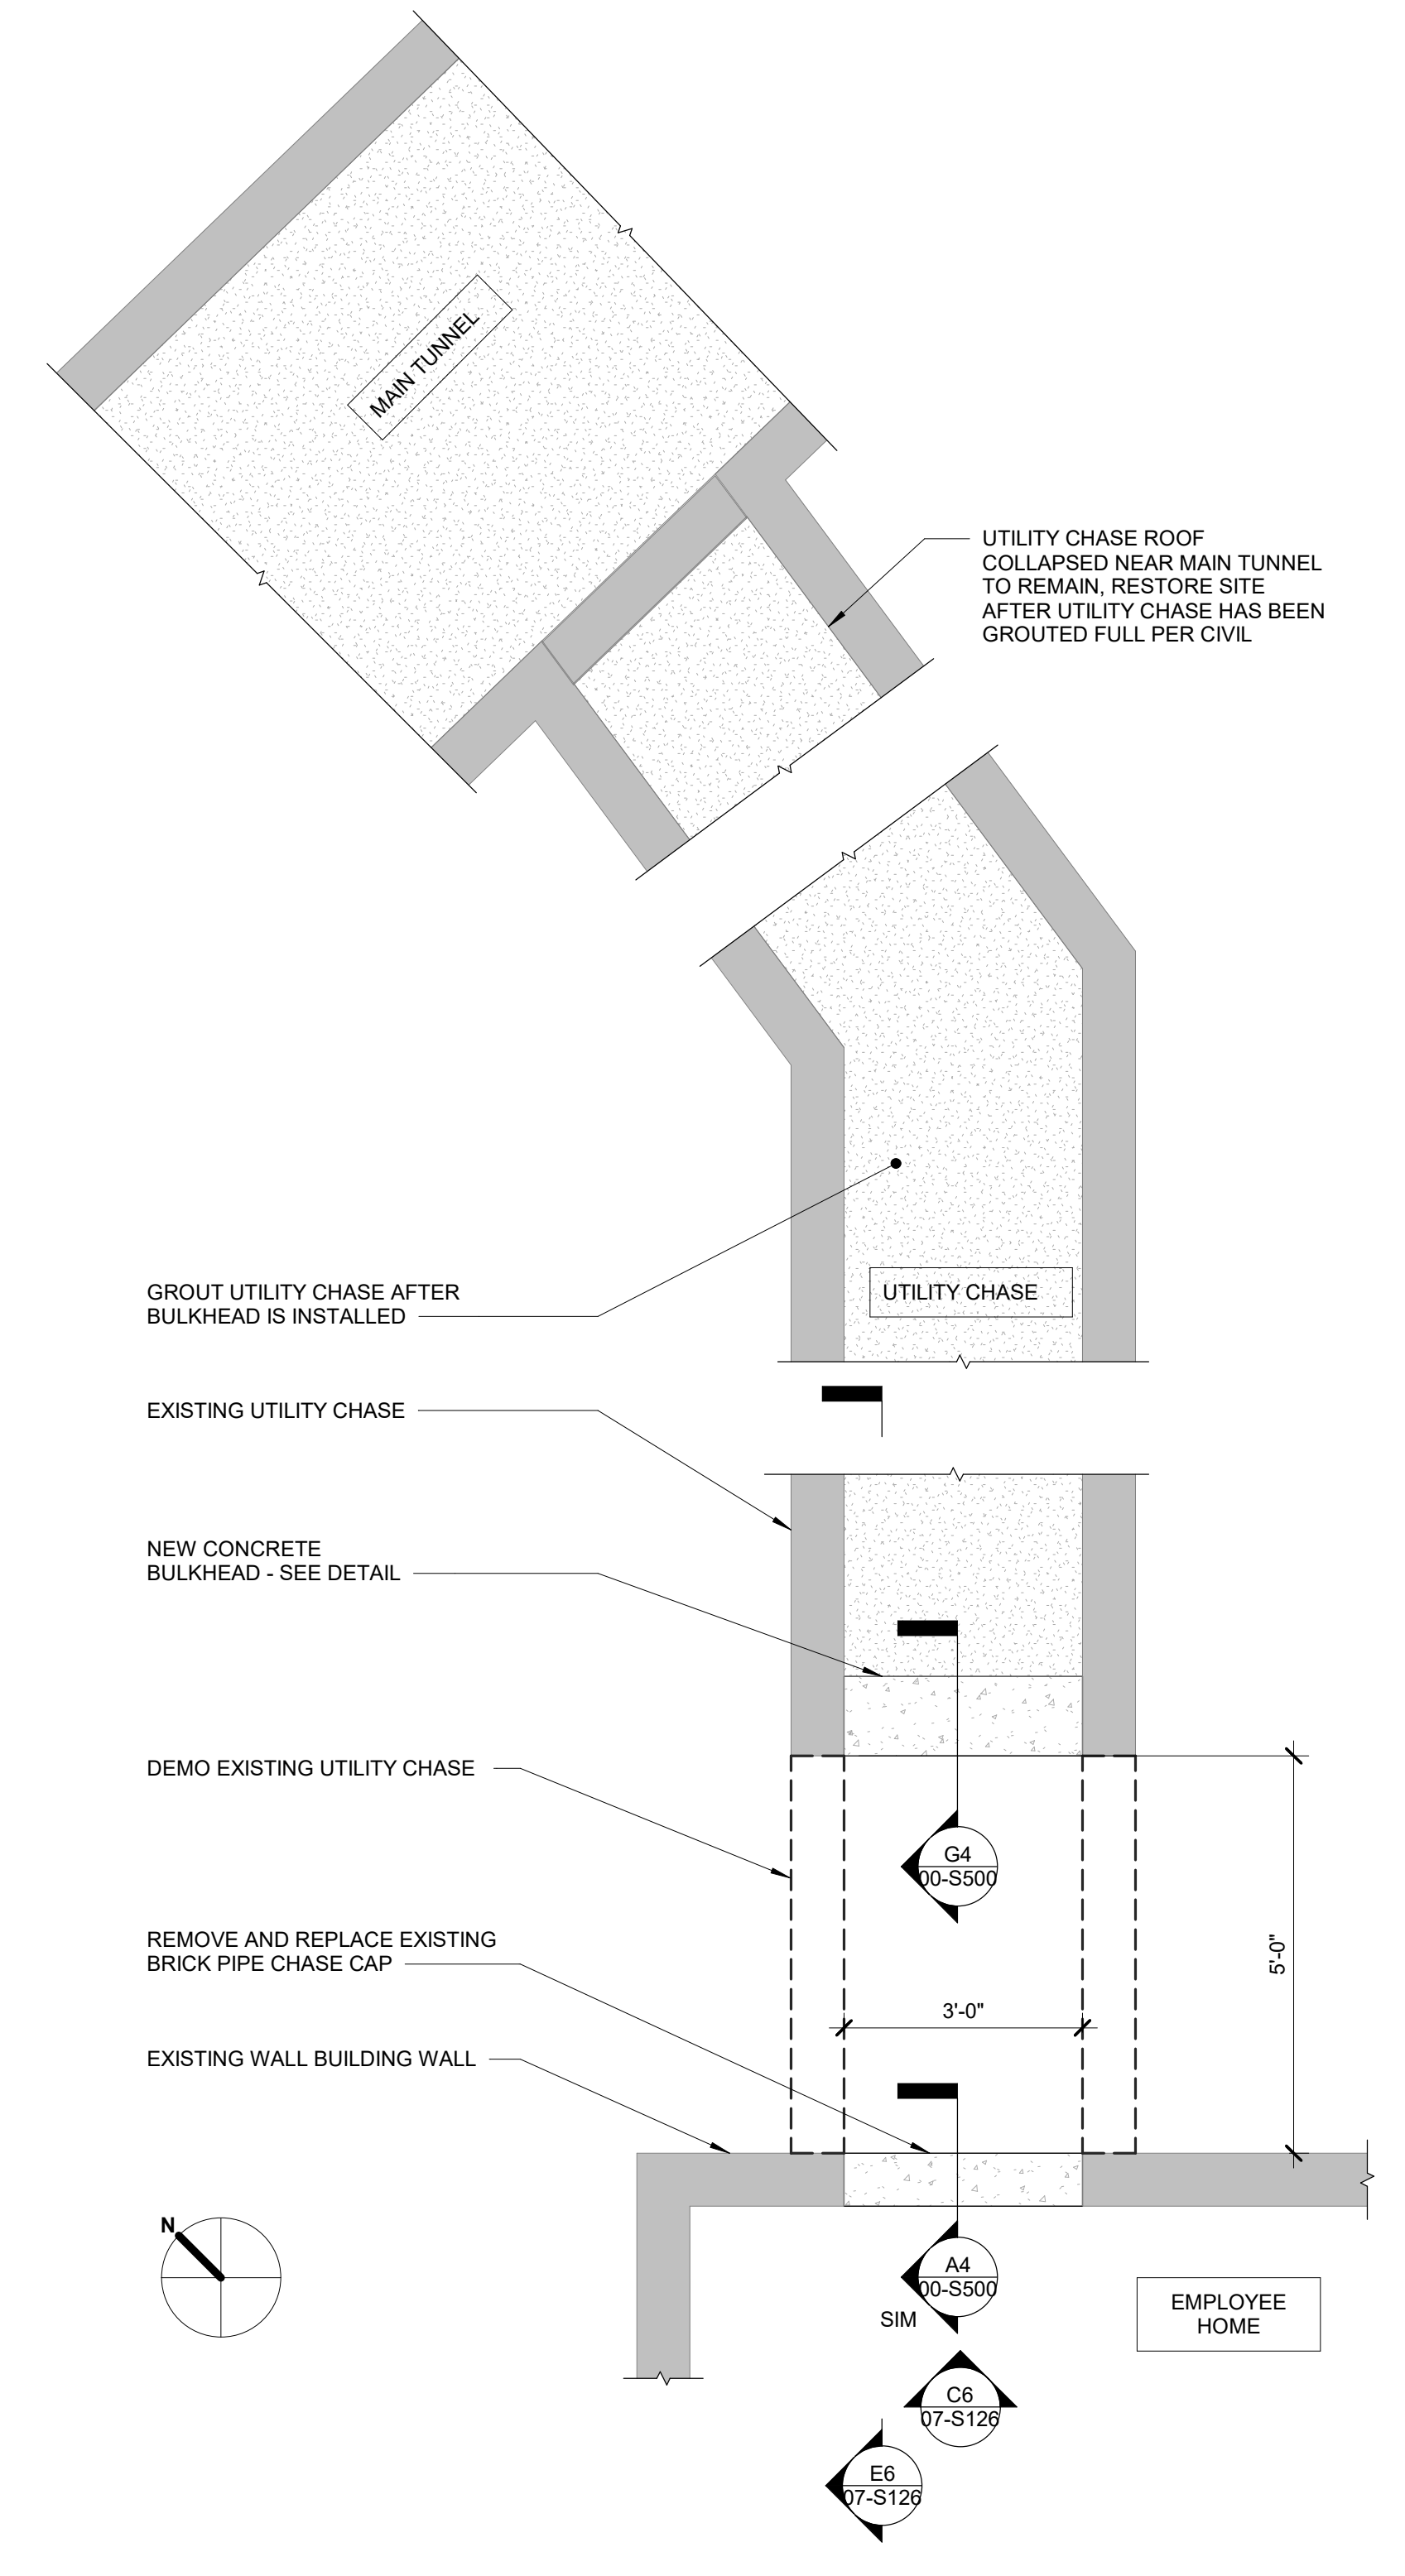 MAIN TUNNEL
UTILITY CHASE ROOF
COLLAPSED NEAR MAIN TUNNEL
TO REMAIN, RESTORE SITE
AFTER UTILITY CHASE HAS BEEN
GROUTED FULL PER CIVIL
GROUT UTILITY CHASE AFTER
BULKHEAD IS INSTALLED
UTILITY CHASE
EXISTING UTILITY CHASE
NEW CONCRETE
BULKHEAD - SEE DETAIL
DEMO EXISTING UTILITY CHASE
G4
00-S500
REMOVE AND REPLACE EXISTING
BRICK PIPE CHASE CAP
5'-0"
3'-0"
EXISTING WALL BUILDING WALL
N
A4
00-S500
SIM
EMPLOYEE
HOME
C6
07-S126
E6
07-S126